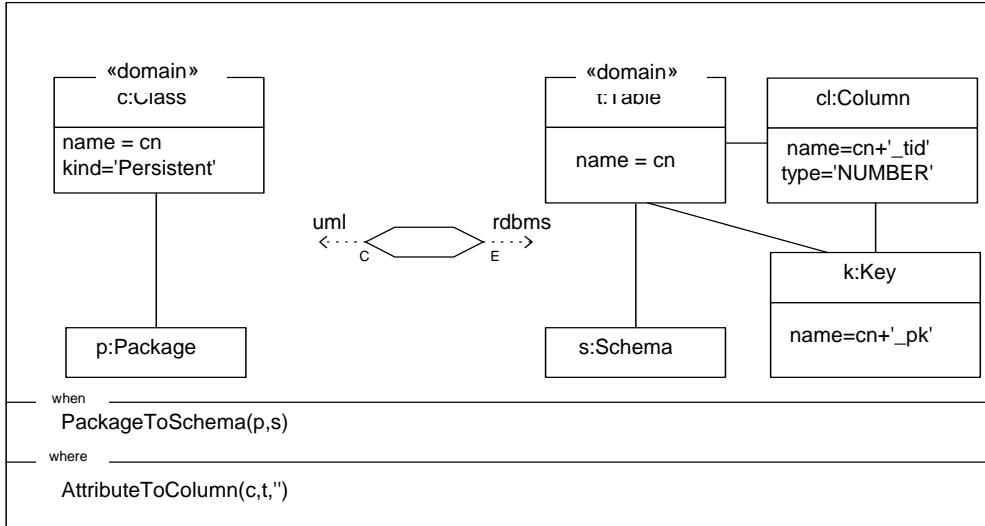 «domain»
c:Class
name = cn
kind='Persistent'
p:Package
uml
rdbms
C
E
«domain»
t:Table
name = cn
cl:Column
name=cn+'_tid'
type='NUMBER'
k:Key
name=cn+'_pk'
s:Schema
when
PackageToSchema(p,s)
where
AttributeToColumn(c,t,'')